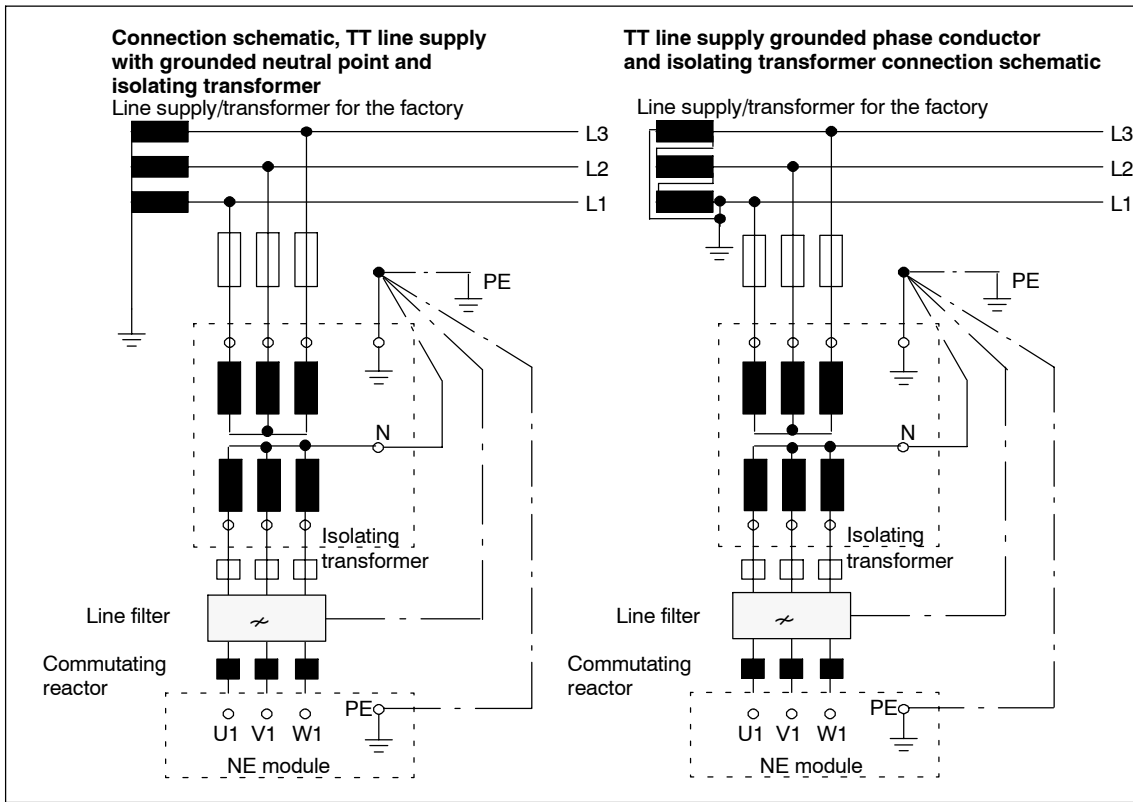 Connection schematic, TT line supply
with grounded neutral point and
isolating transformer
Line supply/transformer for the factory
L3
L2
L1
PE
N
Isolating
transformer
Line filter
Commutating
reactor
PE
U1 V1 W1
NE module
TT line supply grounded phase conductor
and isolating transformer connection schematic
Line supply/transformer for the factory
L3
L2
L1
PE
N
Isolating
transformer
Line filter
Commutating
reactor
PE
U1 V1 W1
NE module